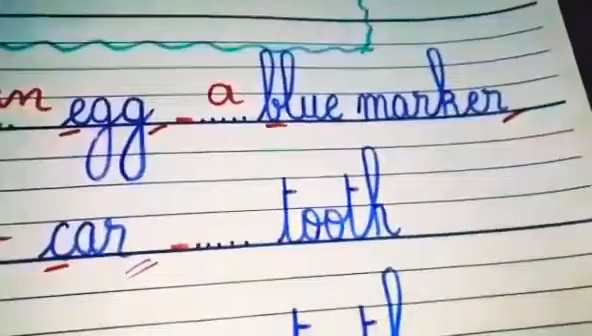 n egg, - a ..... blue marker,
- car - ..... tooth